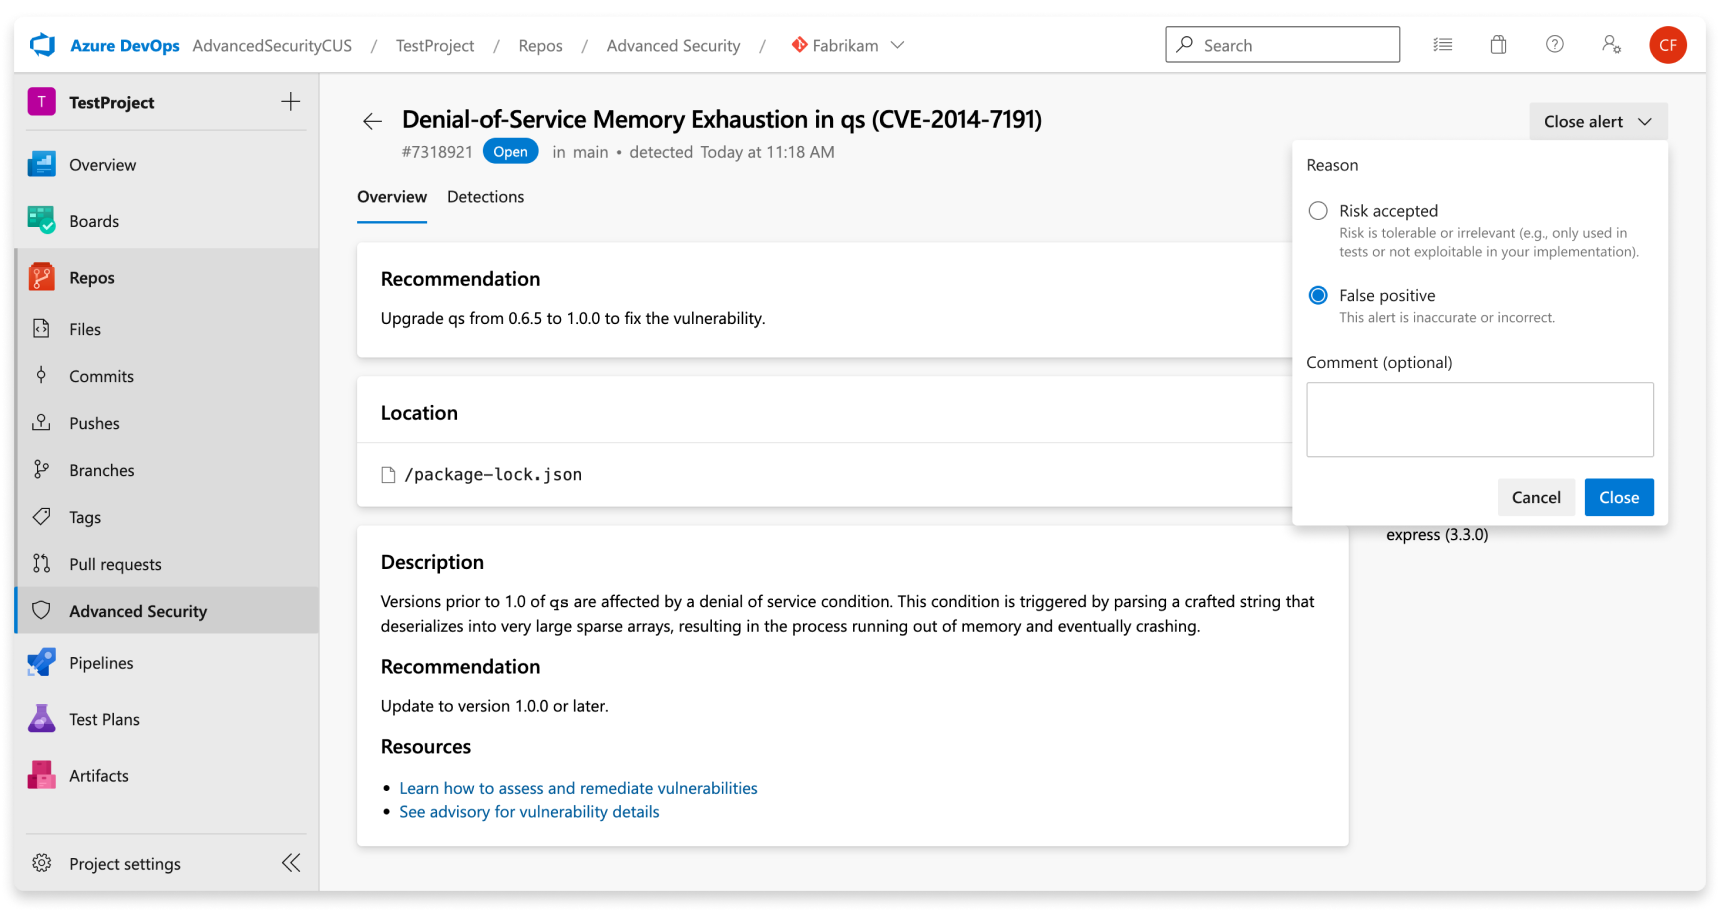 Azure DevOps AdvancedSecurityCUS / TestProject / Repos / Advanced Security / Fabrikam
Search
CF
T TestProject
Overview
Boards
Repos
Files
Commits
Pushes
Branches
Tags
Pull requests
Advanced Security
Pipelines
Test Plans
Artifacts
Project settings
Denial-of-Service Memory Exhaustion in qs (CVE-2014-7191)
#7318921 Open in main • detected Today at 11:18 AM
Overview Detections
Recommendation
Upgrade qs from 0.6.5 to 1.0.0 to fix the vulnerability.
Location
/package-lock.json
Description
Versions prior to 1.0 of qs are affected by a denial of service condition. This condition is triggered by parsing a crafted string that
deserializes into very large sparse arrays, resulting in the process running out of memory and eventually crashing.
Recommendation
Update to version 1.0.0 or later.
Resources
• Learn how to assess and remediate vulnerabilities
• See advisory for vulnerability details
Close alert
Reason
Risk accepted
Risk is tolerable or irrelevant (e.g., only used in
tests or not exploitable in your implementation).
False positive
This alert is inaccurate or incorrect.
Comment (optional)
Cancel Close
express (3.3.0)